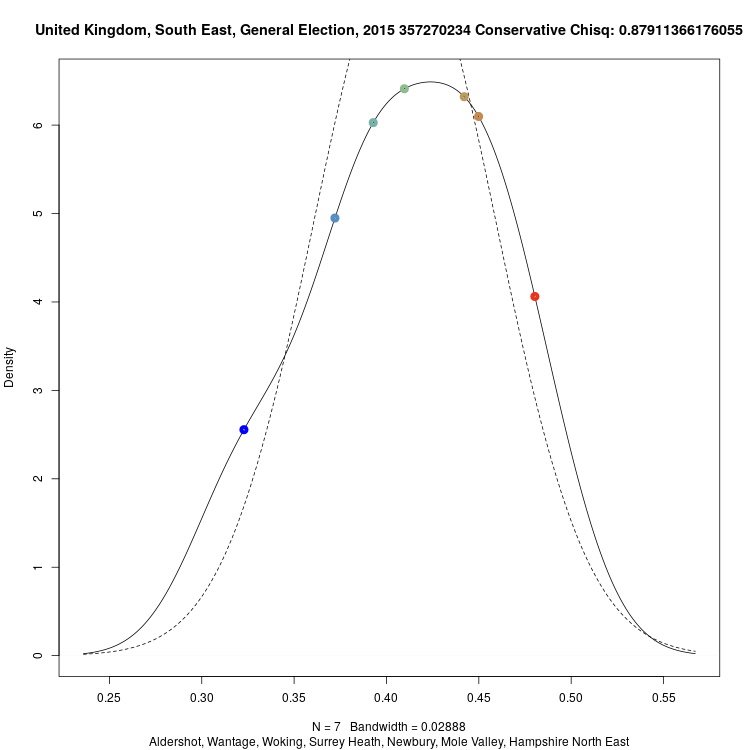 United Kingdom, South East, General Election, 2015 357270234 Conservative Chisq: 0.87911366176055
Density
6
5
4
3
2
1
0
0.25 0.30 0.35 0.40 0.45 0.50 0.55
N = 7 Bandwidth = 0.02888
Aldershot, Wantage, Woking, Surrey Heath, Newbury, Mole Valley, Hampshire North East